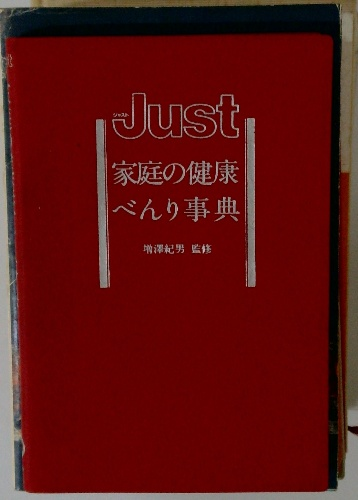 ジャスト
Just
家庭の健康
べんり事典
増澤紀男 監修